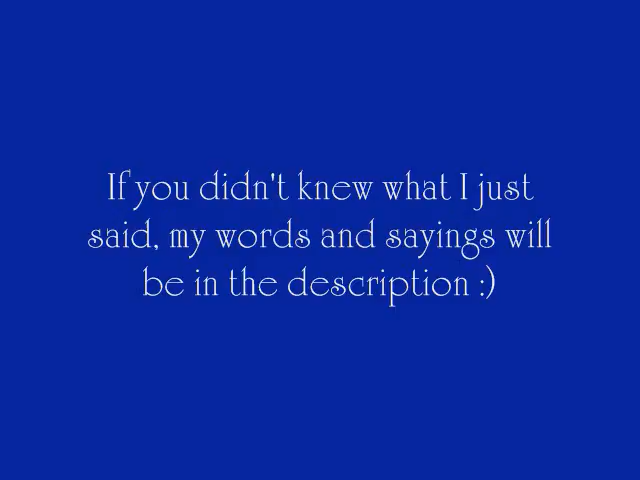 If you didn't knew what I just
said, my words and sayings will
be in the description :)